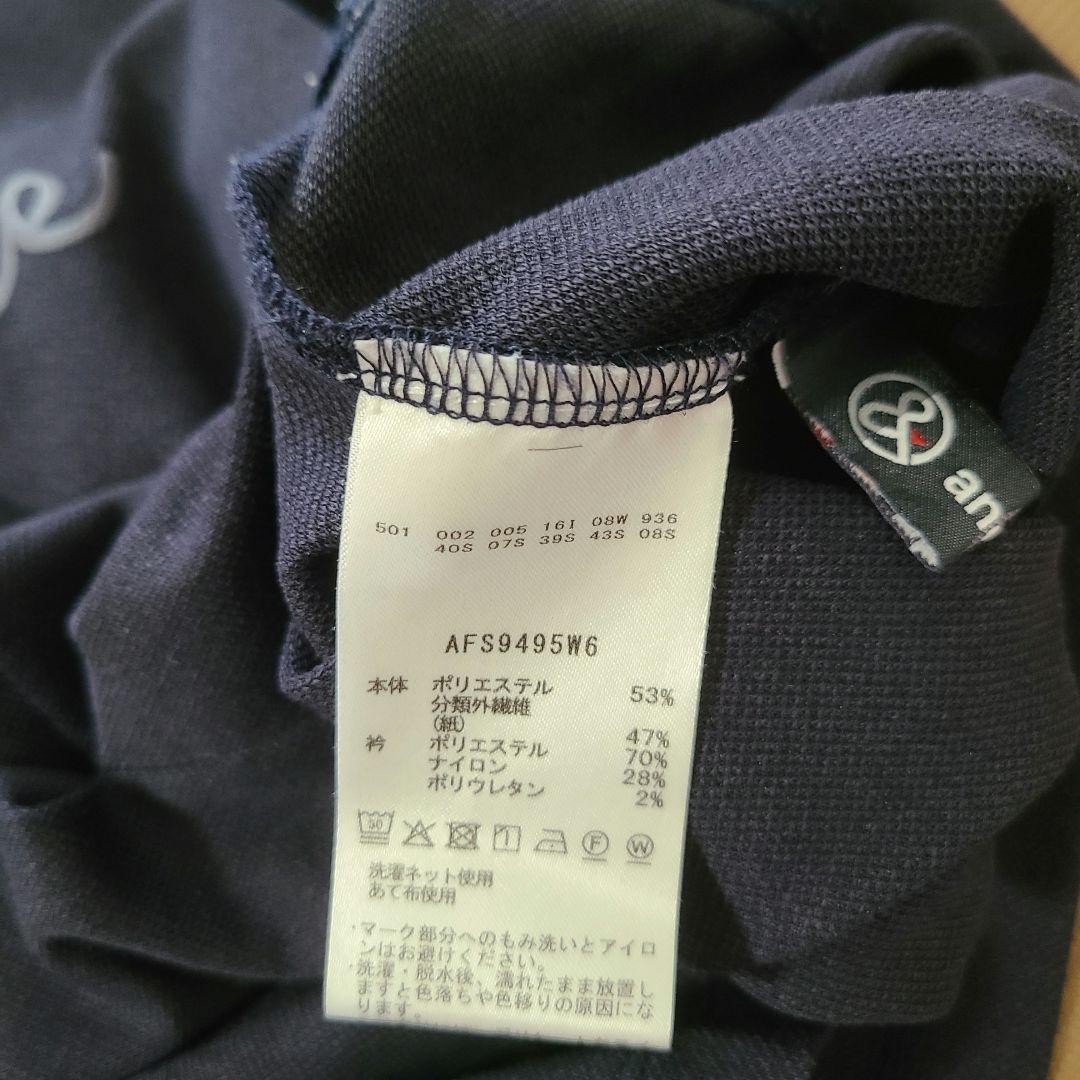 501 002 005 16I 08W 936
40S 07S 39S 43S 08S
AFS9495W6
本体 ポリエステル 53%
分類外繊維
(紙) 47%
衿 ポリエステル 70%
ナイロン 28%
ポリウレタン 2%
30
F W
洗濯ネット使用
あて布使用
・マーク部分へのもみ洗いとアイロ
ンはお避けください。
・洗濯・脱水後、濡れたまま放置し
ますと色落ちや色移りの原因にな
ります。
an